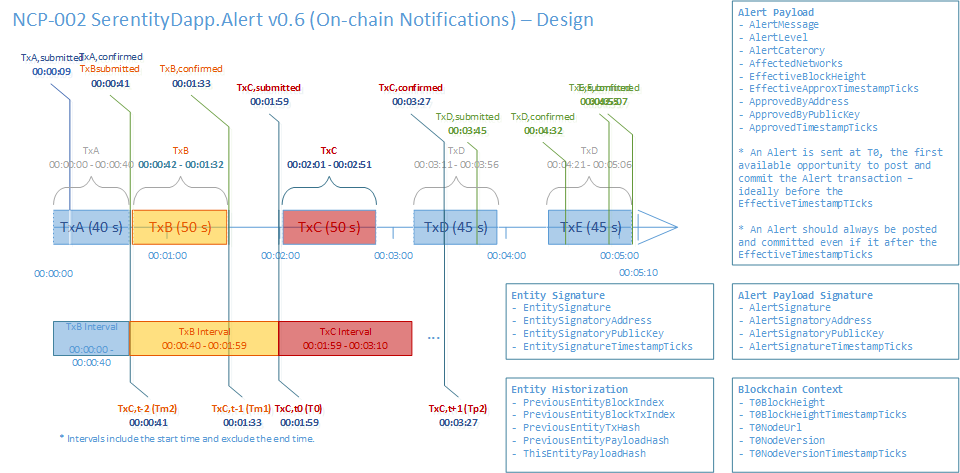 NCP-002 SerentityDapp.Alert v0.6 (On-chain Notifications) – Design
TxA,submitted
00:00:09
TxA,confirmed
TxBsubmitted
00:00:41
TxB,confirmed
00:01:33
TxC,submitted
00:01:59
TxC,confirmed
00:03:27
TxD,submitted
00:03:45
TxD,confirmed
00:04:32
TxA
00:00:00 - 00:00:40
TxB
00:00:42 - 00:01:32
TxC
00:02:01 - 00:02:51
TxD
00:03:11 - 00:03:56
TxD
00:04:21 - 00:05:06
TxA (40 s)
TxB (50 s)
TxC (50 s)
TxD (45 s)
TxE (45 s)
00:00:00
00:01:00
00:02:00
00:03:00
00:04:00
00:05:00
00:05:10
TxB Interval
00:00:00 -
00:00:40
TxB Interval
00:00:40 - 00:01:59
TxC Interval
00:01:59 - 00:03:10
...
TxC,t-2 (Tm2)
00:00:41
TxC,t-1 (Tm1)
00:01:33
TxC,t0 (T0)
00:01:59
TxC,t+1 (Tp2)
00:03:27
* Intervals include the start time and exclude the end time.
Alert Payload
- AlertMessage
- AlertLevel
- AlertCaterory
- AffectedNetworks
- EffectiveBlockHeight
- EffectiveApproxTimestampTicks
- ApprovedByAddress
- ApprovedByPublicKey
- ApprovedTimestampTicks
* An Alert is sent at T0, the first
available opportunity to post and
commit the Alert transaction –
ideally before the
EffectiveTimestampTIcks
* An Alert should always be posted
and committed even if it after the
EffectiveTimestampTicks
Entity Signature
- EntitySignature
- EntitySignatoryAddress
- EntitySigningPublicKey
- EntitySignatureTimestampTicks
Alert Payload Signature
- AlertSignature
- AlertSignatoryAddress
- AlertSignatoryPublicKey
- AlertSignatureTimestampTicks
Entity Historization
- PreviousEntityBlockIndex
- PreviousEntityBlockTxIndex
- PreviousEntityTxHash
- PreviousEntityPayloadHash
- ThisEntityPayloadHash
Blockchain Context
- T0BlockHeight
- T0BlockHeightTimestampTicks
- T0NodeUrl
- T0NodeVersion
- T0NodeVersionTimestampTicks